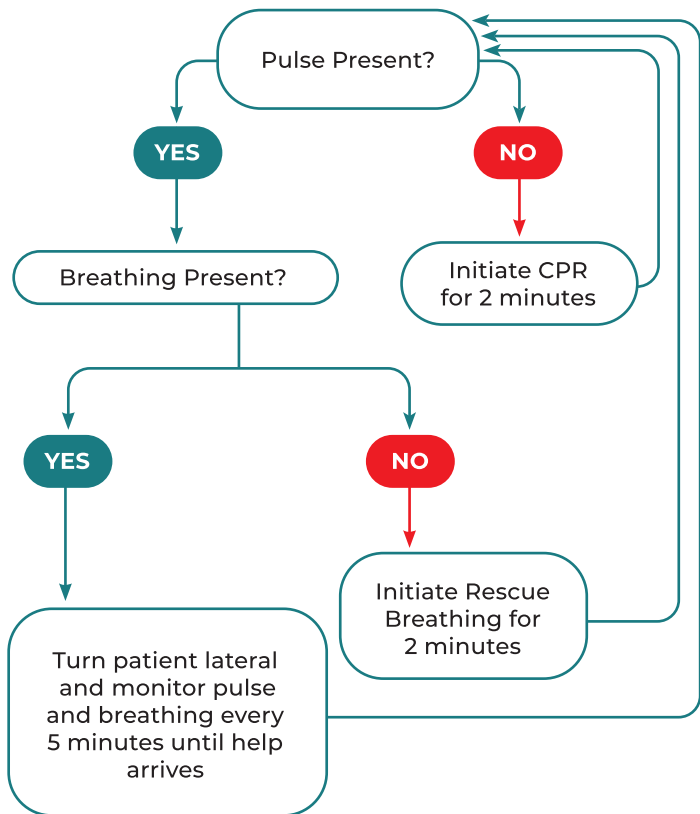 Pulse Present?
YES
NO
Breathing Present?
Initiate CPR
for 2 minutes
YES
NO
Initiate Rescue
Breathing for
2 minutes
Turn patient lateral
and monitor pulse
and breathing every
5 minutes until help
arrives